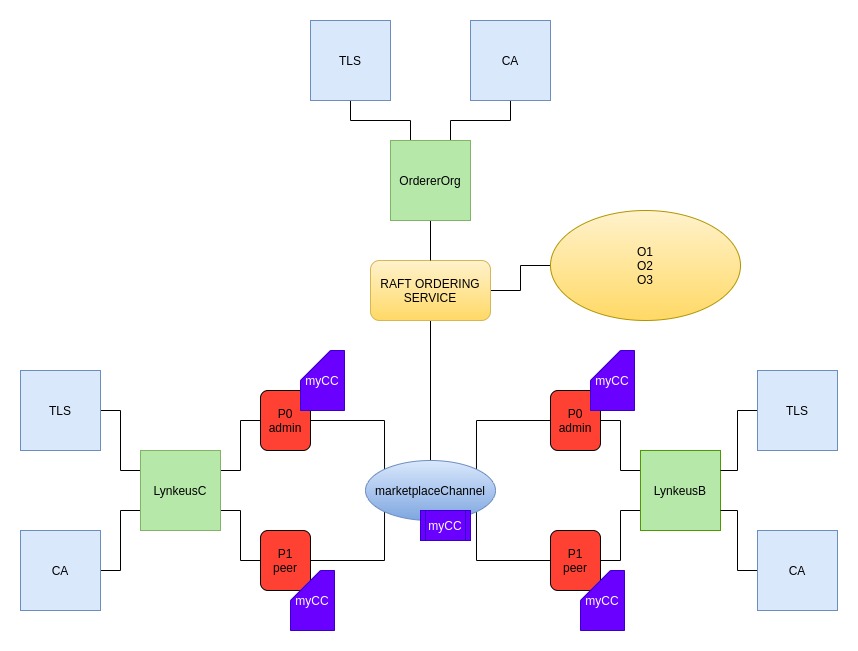 TLS
CA
OrdererOrg
O1
O2
O3
RAFT ORDERING
SERVICE
myCC
myCC
TLS
P0
admin
P0
admin
TLS
LynkeusC
marketplaceChannel
LynkeusB
myCC
CA
P1
peer
P1
peer
CA
myCC
myCC